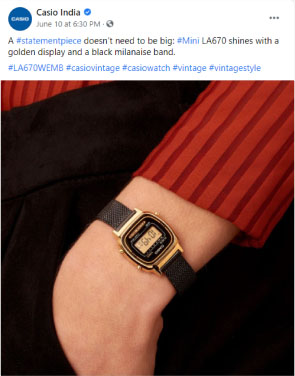 CASIO
Casio India
June 10 at 6:30 PM ·
A #statementpiece doesn't need to be big: #Mini LA670 shines with a
golden display and a black milanaise band.
#LA670WEMB #casiovintage #casiowatch #vintage #vintagestyle